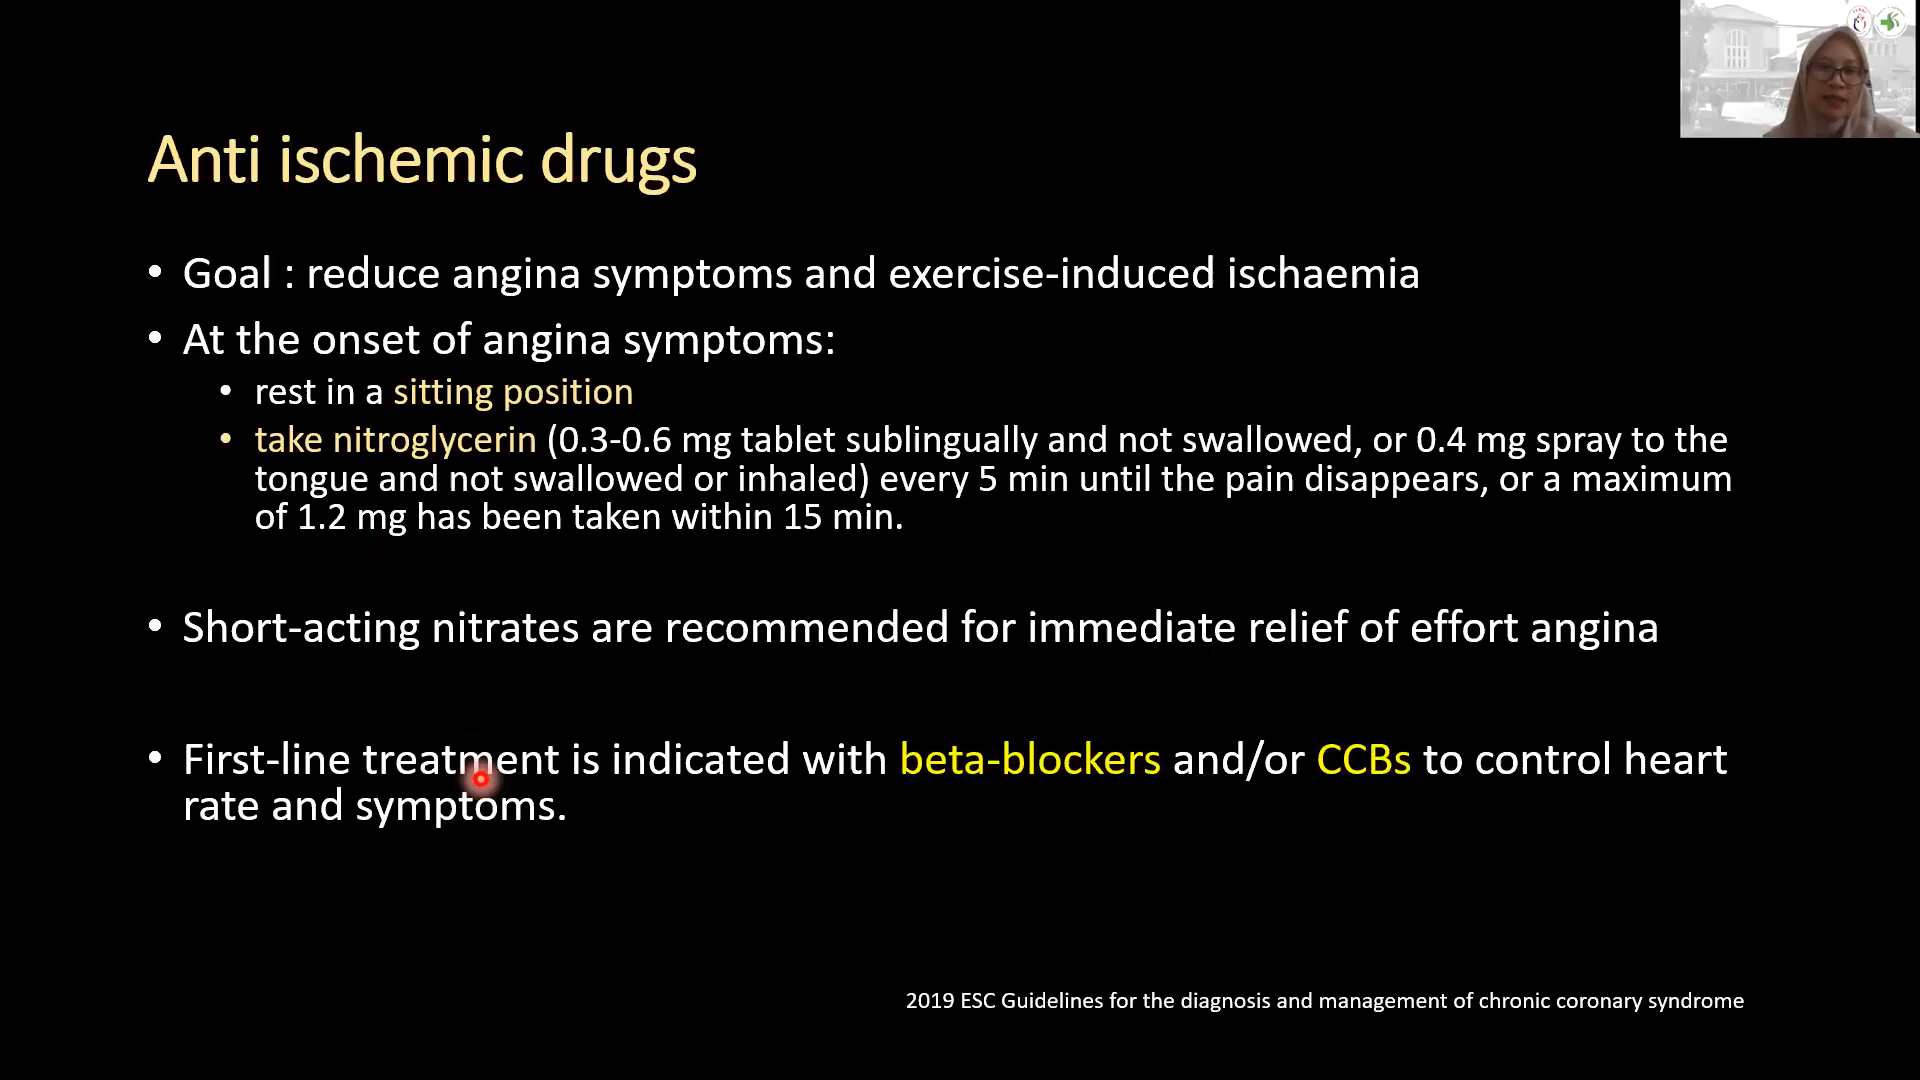 Anti ischemic drugs
• Goal : reduce angina symptoms and exercise-induced ischaemia
• At the onset of angina symptoms:
• rest in a sitting position
• take nitroglycerin (0.3-0.6 mg tablet sublingually and not swallowed, or 0.4 mg spray to the
tongue and not swallowed or inhaled) every 5 min until the pain disappears, or a maximum
of 1.2 mg has been taken within 15 min.
• Short-acting nitrates are recommended for immediate relief of effort angina
• First-line treatment is indicated with beta-blockers and/or CCBs to control heart
rate and symptoms.
2019 ESC Guidelines for the diagnosis and management of chronic coronary syndrome